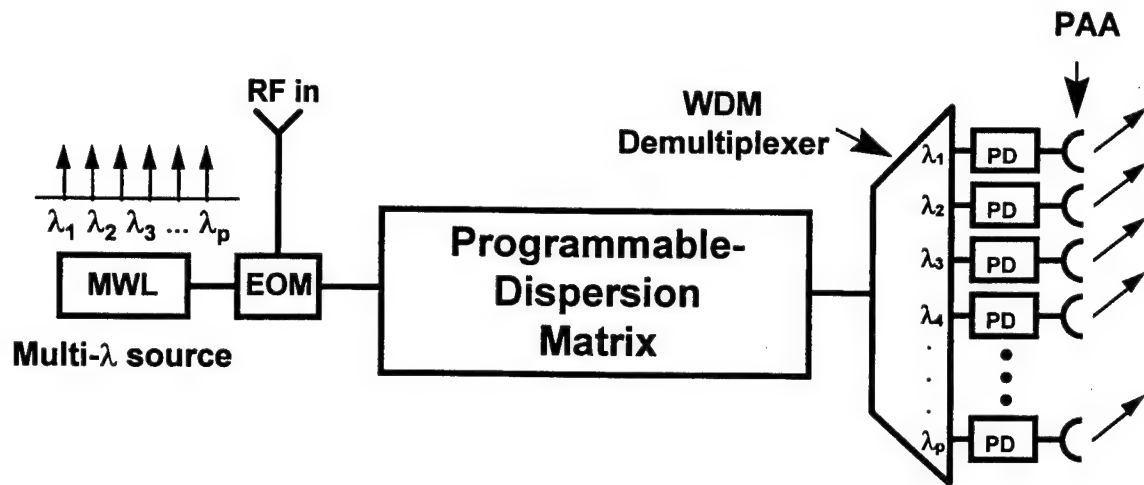 PAA
RF in
WDM
Demultiplexer
λ1 λ2 λ3 ... λp
MWL
EOM
Multi-λ source
Programmable-
Dispersion
Matrix
λ1 PD
λ2 PD
λ3 PD
λ4 PD
λp PD